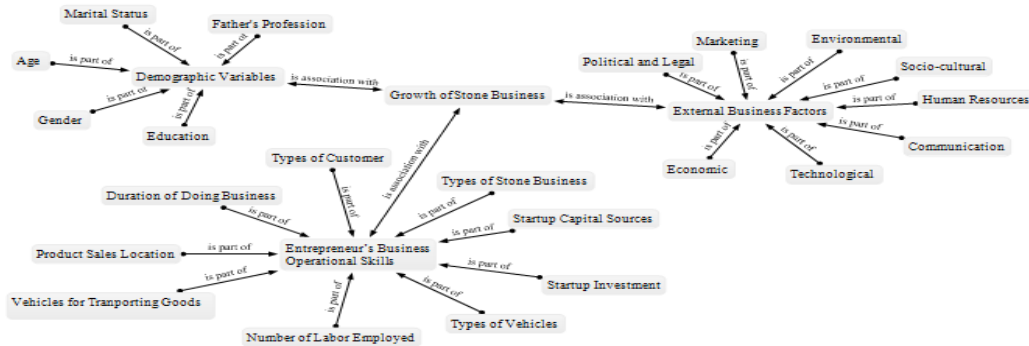 Marital Status
Father's Profession
is part of
is part of
Age
is part of
Demographic Variables
is part of
Gender
is part of
Education
is association with
Growth of Stone Business
is association with
Marketing
Environmental
Political and Legal
is part of
is part of
is part of
Socio-cultural
is part of
External Business Factors
is part of
Human Resources
is part of
Communication
is part of
Economic
is part of
Technological
is association with
Types of Customer
is part of
Types of Stone Business
is part of
Duration of Doing Business
is part of
Startup Capital Sources
is part of
Product Sales Location
is part of
Entrepreneur's Business
Operational Skills
is part of
Startup Investment
is part of
Vehicles for Tranporting Goods
is part of
Number of Labor Employed
is part of
Types of Vehicles